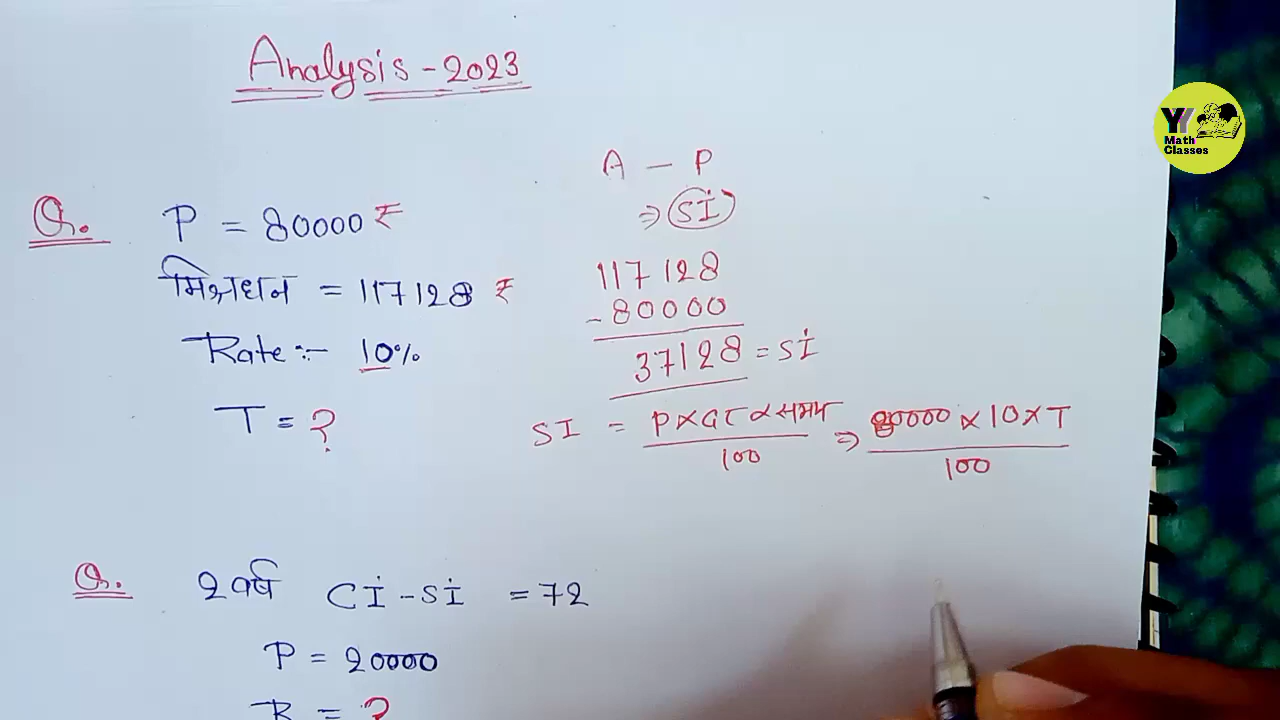 Analysis-2023
Q. P = 80000 ₹
मिश्रधन = 117128 ₹
Rate :- 10%
T = ?
A - P
⇒ SI
117128
-80000
37128 = SI
SI = P×दर×समय / 100 ⇒ 80000 × 10 × T / 100
Q. 2 वर्ष CI - SI = 72
P = 20000
R = ?
YY
Math
Classes